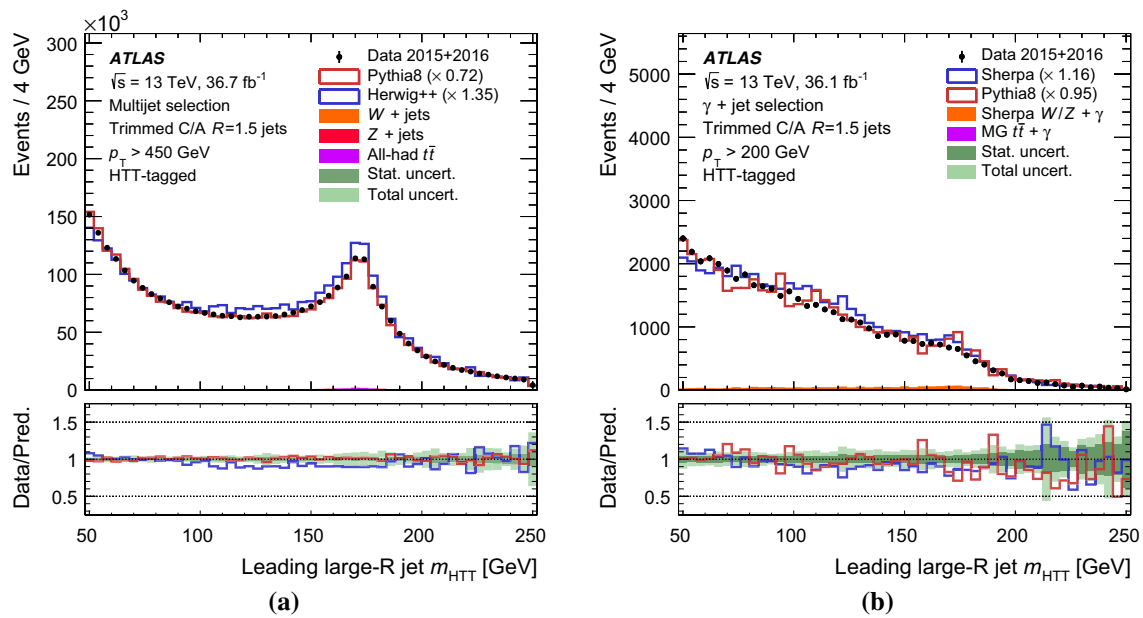 ×10³
Events / 4 GeV
300
250
200
150
100
50
0
ATLAS
√s = 13 TeV, 36.7 fb⁻¹
Multijet selection
Trimmed C/A R=1.5 jets
p_T > 450 GeV
HTT-tagged
Data 2015+2016
Pythia8 (× 0.72)
Herwig++ (× 1.35)
W + jets
Z + jets
All-had tt̄
Stat. uncert.
Total uncert.
Data/Pred.
1.5
1
0.5
50 100 150 200 250
Leading large-R jet m_HTT [GeV]
(a)
Events / 4 GeV
5000
4000
3000
2000
1000
0
ATLAS
√s = 13 TeV, 36.1 fb⁻¹
γ + jet selection
Trimmed C/A R=1.5 jets
p_T > 200 GeV
HTT-tagged
Data 2015+2016
Sherpa (× 1.16)
Pythia8 (× 0.95)
Sherpa W/Z + γ
MG tt̄ + γ
Stat. uncert.
Total uncert.
Data/Pred.
1.5
1
0.5
50 100 150 200 250
Leading large-R jet m_HTT [GeV]
(b)